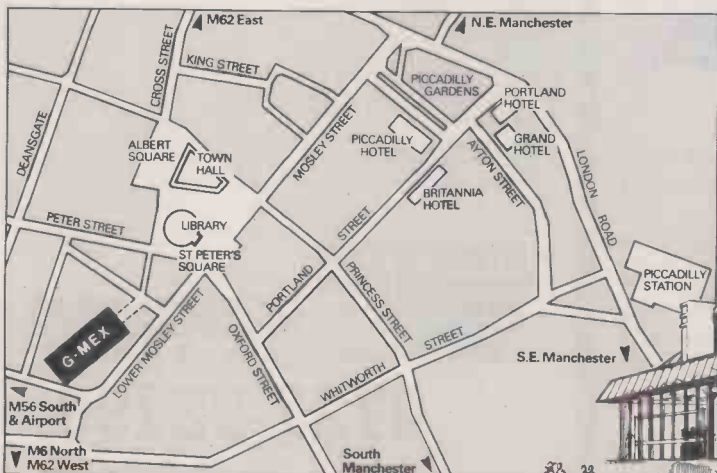 M62 East
N.E. Manchester
CROSS STREET
KING STREET
PICCADILLY
GARDENS
PORTLAND
HOTEL
DEANSGATE
ALBERT
SQUARE
TOWN
HALL
MOSLEY STREET
PICCADILLY
HOTEL
AYTON STREET
GRAND
HOTEL
LONDON
ROAD
BRITANNIA
HOTEL
PETER STREET
LIBRARY
ST PETER'S
SQUARE
PORTLAND
STREET
PRINCESS STREET
PICCADILLY
STATION
G-MEX
LOWER MOSLEY STREET
OXFORD STREET
WHITWORTH
STREET
S.E. Manchester
M56 South
& Airport
M6 North
M62 West
South
Manchester